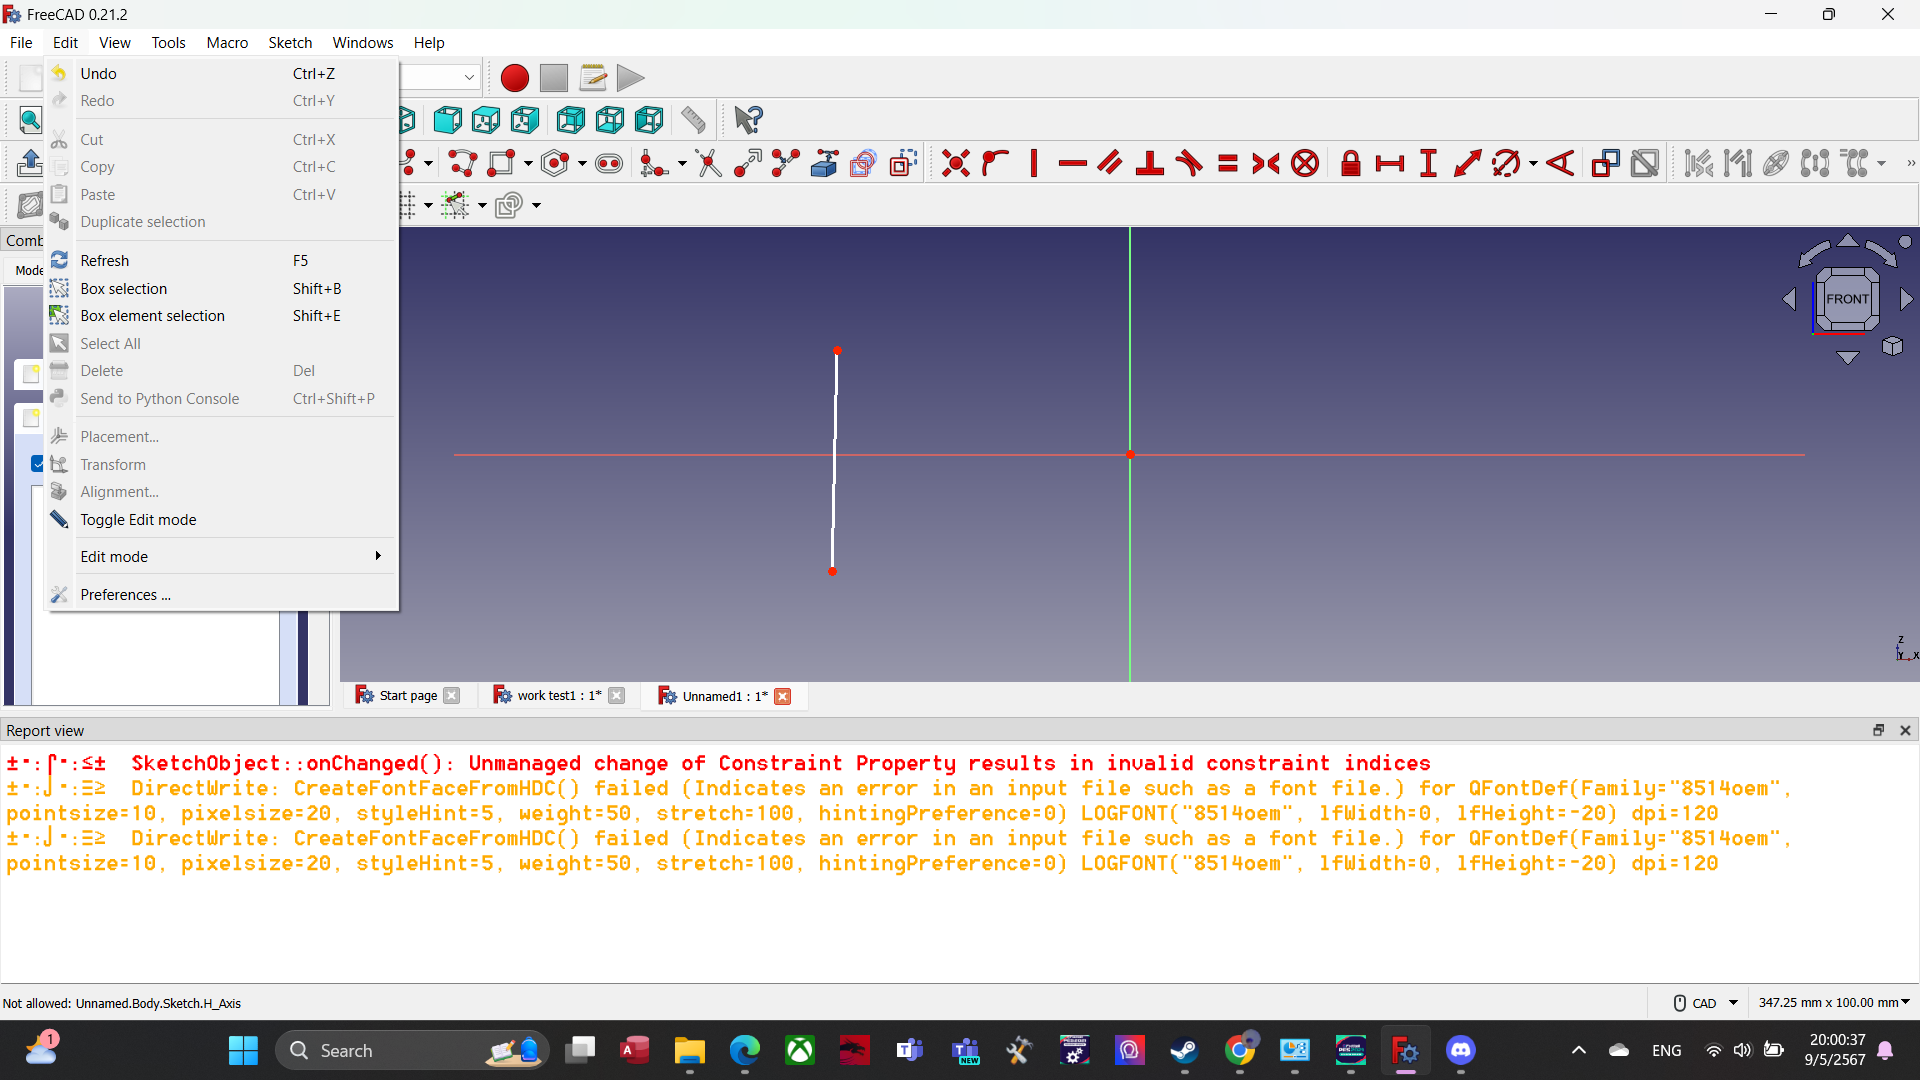 FreeCAD 0.21.2
File Edit View Tools Macro Sketch Windows Help
Undo Ctrl+Z
Redo Ctrl+Y
Cut Ctrl+X
Copy Ctrl+C
Paste Ctrl+V
Duplicate selection
Comb
Refresh F5
Mode
Box selection Shift+B
Box element selection Shift+E
Select All
Delete Del
Send to Python Console Ctrl+Shift+P
Placement...
Transform
Alignment...
Toggle Edit mode
Edit mode
Preferences ...
FRONT
Z
Y X
Start page
work test1 : 1*
Unnamed1 : 1*
Report view
±▪:⌠▪:≤± SketchObject::onChanged(): Unmanaged change of Constraint Property results in invalid constraint indices
±▪:⌡▪:≡≥ DirectWrite: CreateFontFaceFromHDC() failed (Indicates an error in an input file such as a font file.) for QFontDef(Family="8514oem",
pointsize=10, pixelsize=20, styleHint=5, weight=50, stretch=100, hintingPreference=0) LOGFONT("8514oem", lfWidth=0, lfHeight=-20) dpi=120
±▪:⌡▪:≡≥ DirectWrite: CreateFontFaceFromHDC() failed (Indicates an error in an input file such as a font file.) for QFontDef(Family="8514oem",
pointsize=10, pixelsize=20, styleHint=5, weight=50, stretch=100, hintingPreference=0) LOGFONT("8514oem", lfWidth=0, lfHeight=-20) dpi=120
Not allowed: Unnamed.Body.Sketch.H_Axis
CAD
347.25 mm x 100.00 mm
1
Search
NEW
ENG
20:00:37
9/5/2567